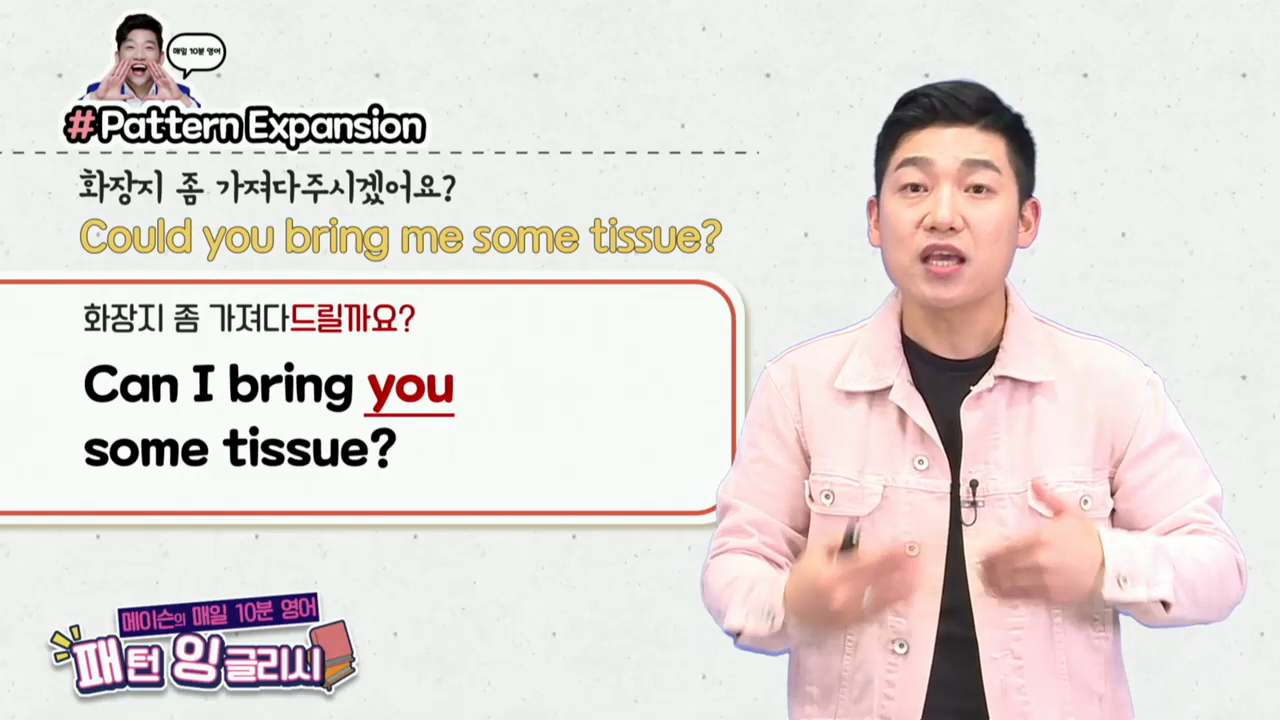 매일 10분 영어
#Pattern Expansion
화장지 좀 가져다주시겠어요?
Could you bring me some tissue?
화장지 좀 가져다드릴까요?
Can I bring you
some tissue?
메이슨의 매일 10분 영어
패턴 잉글리시